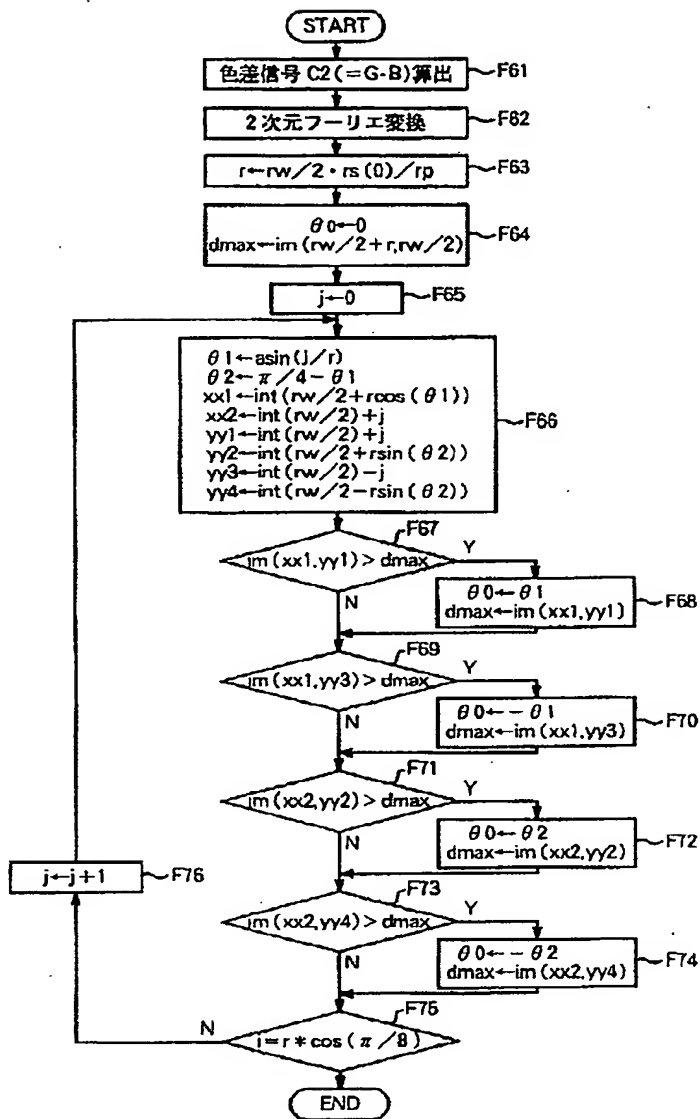 START
色差信号 C2(=G-B)算出
F61
2次元フーリエ変換
F62
r←rw/2・rs(0)/rp
F63
θ0←0
dmax←im(rw/2+r,rw/2)
F64
j←0
F65
θ1←asin(j/r)
θ2←π/4-θ1
xx1←int(rw/2+rcos(θ1))
xx2←int(rw/2)+j
yy1←int(rw/2)+j
yy2←int(rw/2+rsin(θ2))
yy3←int(rw/2)-j
yy4←int(rw/2-rsin(θ2))
F66
F67
im(xx1,yy1)>dmax
Y
N
θ0←θ1
dmax←im(xx1,yy1)
F68
F69
im(xx1,yy3)>dmax
Y
N
θ0←-θ1
dmax←im(xx1,yy3)
F70
F71
im(xx2,yy2)>dmax
Y
N
θ0←θ2
dmax←im(xx2,yy2)
F72
j←j+1
F76
F73
im(xx2,yy4)>dmax
Y
N
θ0←-θ2
dmax←im(xx2,yy4)
F74
F75
N
j=r*cos(π/8)
END